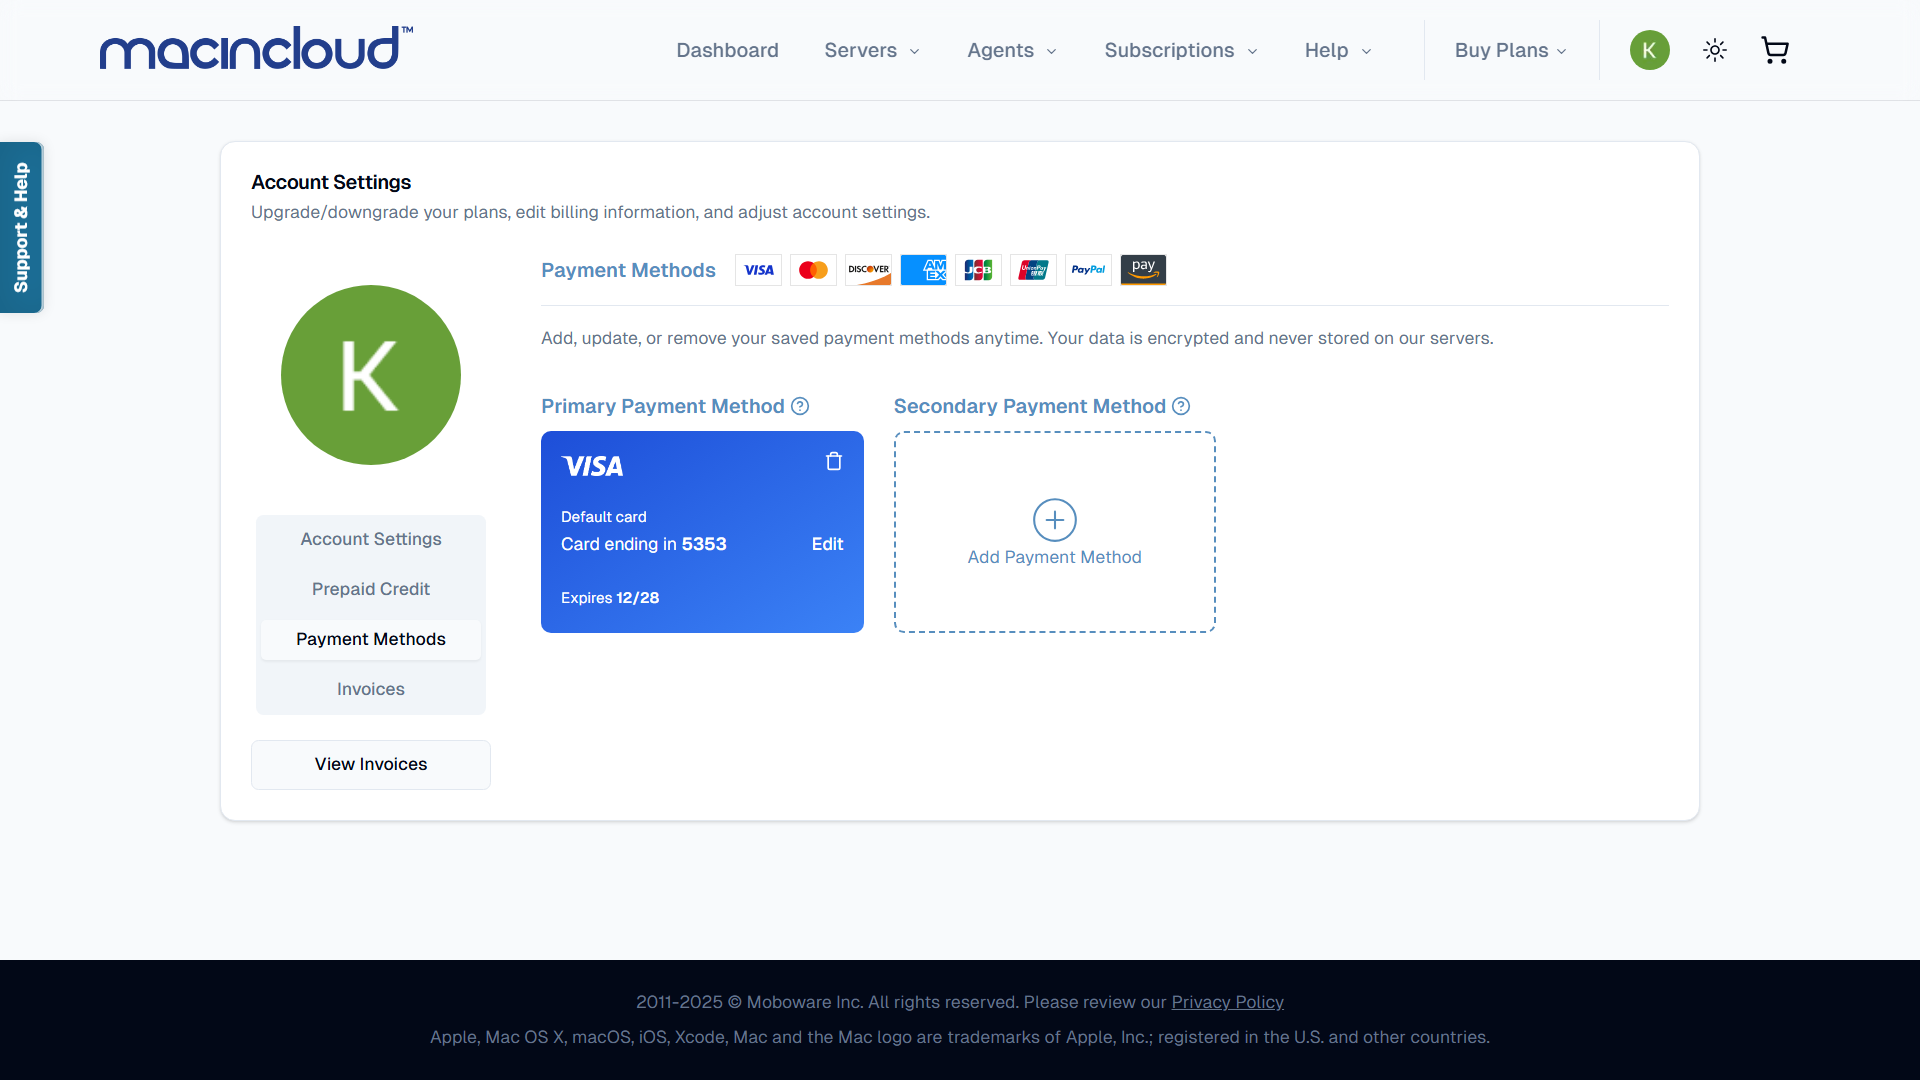 macincloud™
Dashboard
Servers
Agents
Subscriptions
Help
Buy Plans
K
Support & Help
Account Settings
Upgrade/downgrade your plans, edit billing information, and adjust account settings.
K
Account Settings
Prepaid Credit
Payment Methods
Invoices
View Invoices
Payment Methods
VISA
DISCOVER
AMEX
JCB
UnionPay 银联
PayPal
pay
Add, update, or remove your saved payment methods anytime. Your data is encrypted and never stored on our servers.
Primary Payment Method ?
VISA
Default card
Card ending in 5353
Edit
Expires 12/28
Secondary Payment Method ?
Add Payment Method
2011-2025 © Moboware Inc. All rights reserved. Please review our Privacy Policy
Apple, Mac OS X, macOS, iOS, Xcode, Mac and the Mac logo are trademarks of Apple, Inc.; registered in the U.S. and other countries.